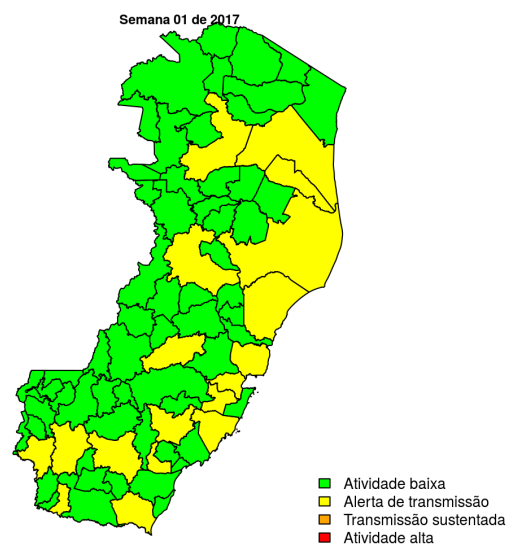 Semana 01 de 2017
Atividade baixa
Alerta de transmissão
Transmissão sustentada
Atividade alta